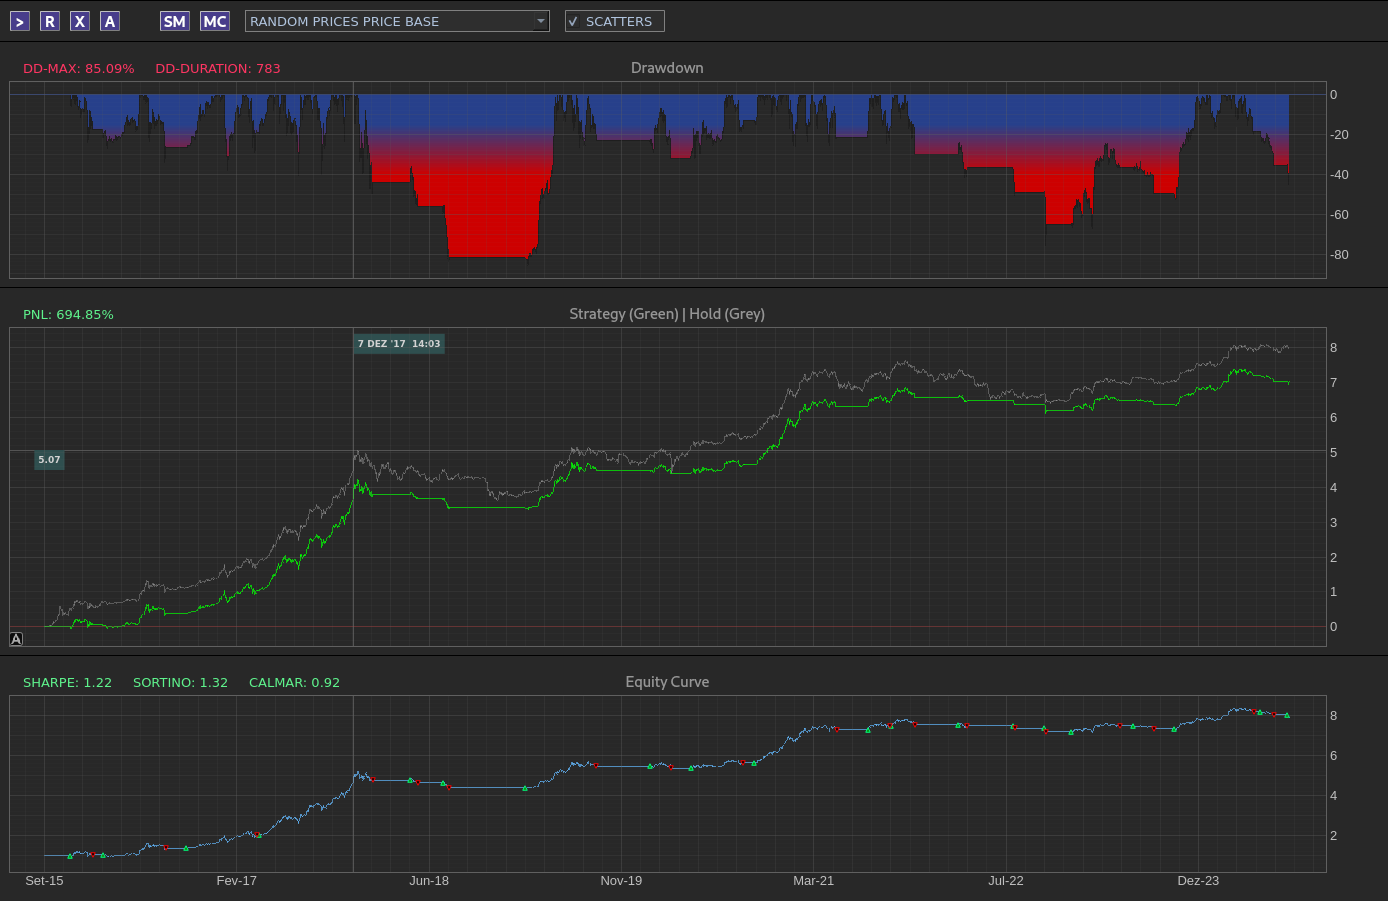 > R X A SM MC RANDOM PRICES PRICE BASE ✓ SCATTERS
DD-MAX: 85.09% DD-DURATION: 783 Drawdown
0
-20
-40
-60
-80
PNL: 694.85% Strategy (Green) | Hold (Grey)
7 DEZ '17 14:03
5.07
8
7
6
5
4
3
2
1
0
A
SHARPE: 1.22 SORTINO: 1.32 CALMAR: 0.92 Equity Curve
8
6
4
2
Set-15 Fev-17 Jun-18 Nov-19 Mar-21 Jul-22 Dez-23